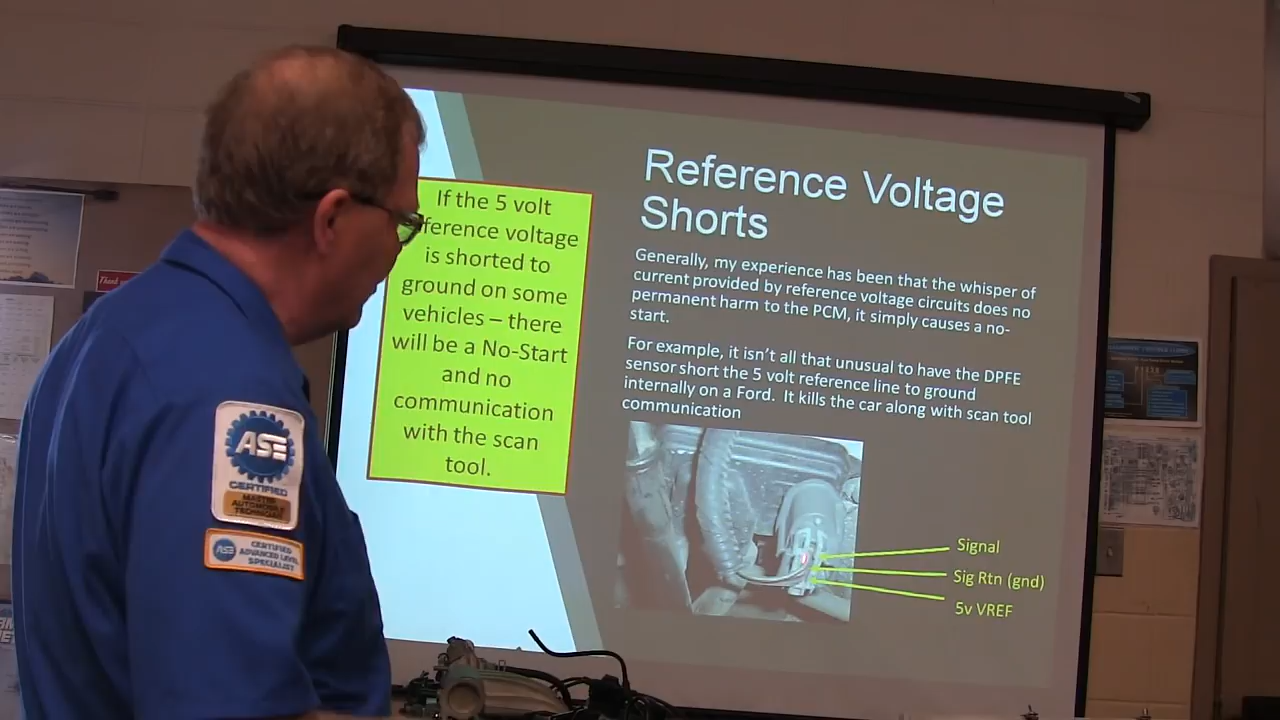 Reference Voltage
Shorts
If the 5 volt
ference voltage
is shorted to
ground on some
vehicles – there
will be a No-Start
and no
communication
with the scan
tool.
Generally, my experience has been that the whisper of
current provided by reference voltage circuits does no
permanent harm to the PCM, it simply causes a no-
start.
For example, it isn't all that unusual to have the DPFE
sensor short the 5 volt reference line to ground
internally on a Ford. It kills the car along with scan tool
communication
Signal
Sig Rtn (gnd)
5v VREF
ASE
CERTIFIED
MASTER
AUTOMOBILE
TECHNICIAN
ASE
CERTIFIED
ADVANCED LEVEL
SPECIALIST
Thank